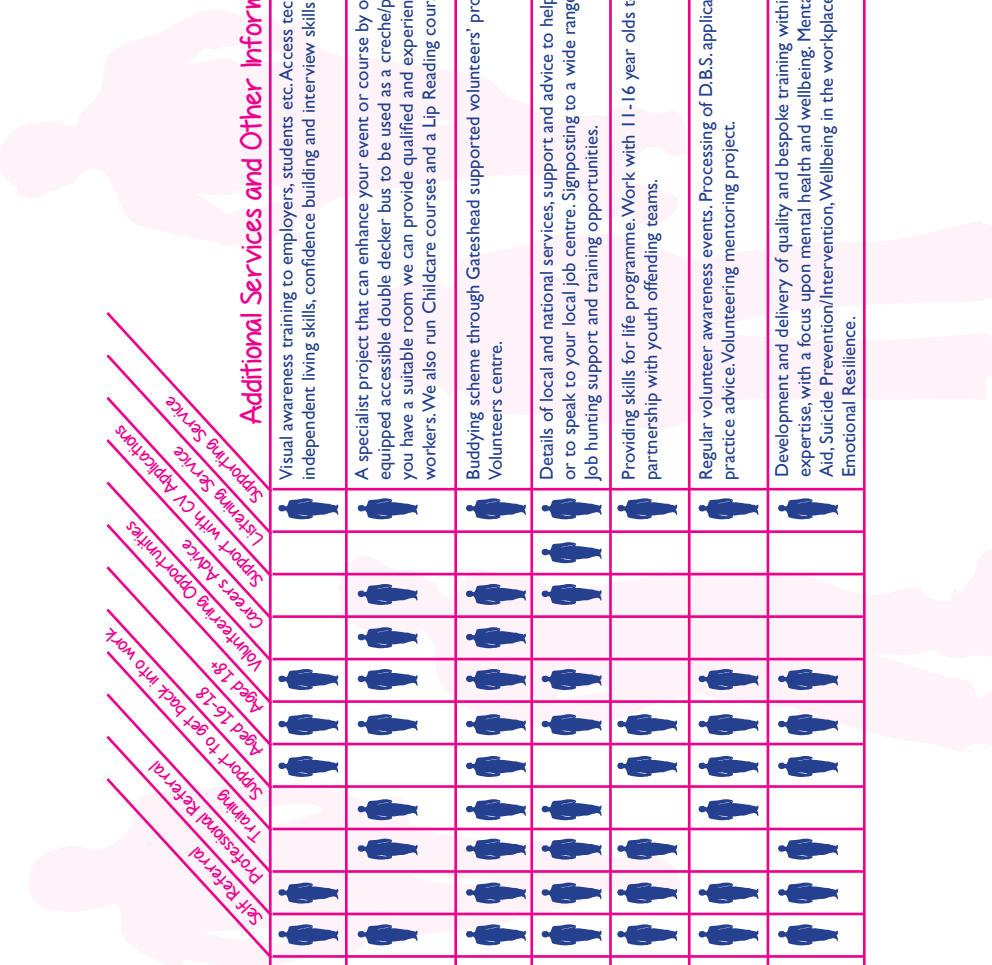 Self Referral
Professional Referral
Training
Support to get back into work
Aged 16-18
Aged 18+
Volunteering Opportunities
Careers Advice
Support with CV Applications
Listening Service
Supporting Service
Additional Services and Other Inform
Visual awareness training to employers, students etc. Access tec
independent living skills, confidence building and interview skills
A specialist project that can enhance your event or course by o
equipped accessible double decker bus to be used as a creche/p
you have a suitable room we can provide qualified and experien
workers. We also run Childcare courses and a Lip Reading cour
Buddying scheme through Gateshead supported volunteers' pro
Volunteers centre.
Details of local and national services, support and advice to help
or to speak to your local job centre. Signposting to a wide rang
Job hunting support and training opportunities.
Providing skills for life programme. Work with 11-16 year olds t
partnership with youth offending teams.
Regular volunteer awareness events. Processing of D.B.S. applica
practice advice. Volunteering mentoring project.
Development and delivery of quality and bespoke training withi
expertise, with a focus upon mental health and wellbeing. Menta
Aid, Suicide Prevention/Intervention, Wellbeing in the workplace
Emotional Resilience.